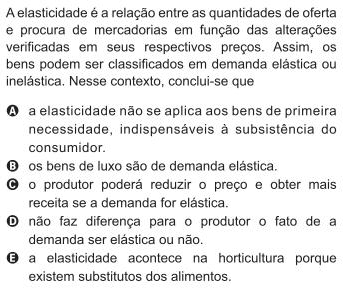 A elasticidade é a relação entre as quantidades de oferta
e procura de mercadorias em função das alterações
verificadas em seus respectivos preços. Assim, os
bens podem ser classificados em demanda elástica ou
inelástica. Nesse contexto, conclui-se que
A a elasticidade não se aplica aos bens de primeira
necessidade, indispensáveis à subsistência do
consumidor.
B os bens de luxo são de demanda elástica.
C o produtor poderá reduzir o preço e obter mais
receita se a demanda for elástica.
D não faz diferença para o produtor o fato de a
demanda ser elástica ou não.
E a elasticidade acontece na horticultura porque
existem substitutos dos alimentos.